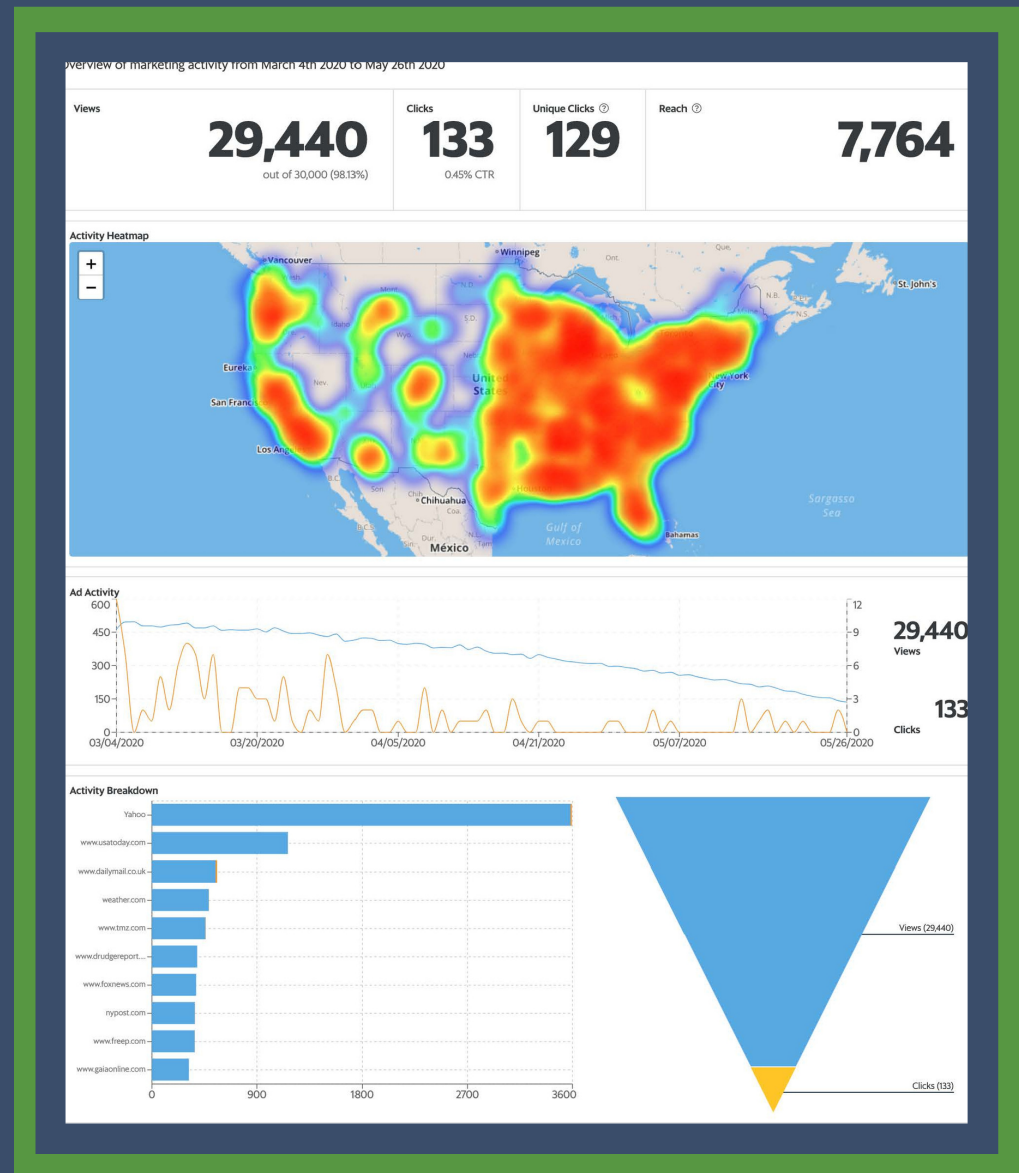 Overview of marketing activity from March 4th 2020 to May 26th 2020
Views
29,440
out of 30,000 (98.13%)
Clicks
133
0.45% CTR
Unique Clicks ?
129
Reach ?
7,764
Activity Heatmap
+
−
Vancouver
Winnipeg
Ont.
Que.
St. John's
N.B.
P.E.I.
N.S.
Mont.
N.D.
S.D.
Idaho
Wyo.
Neb.
Eureka
Nev.
United
States
New York
City
San Franc
Los An
B.C.
Son.
Chih.
Chihuahua
Coa.
Dur.
México
Tam
Gulf of
Mexico
Bahamas
Sargasso
Sea
Ad Activity
600
450
300
150
0
12
9
6
3
0
03/04/2020
03/20/2020
04/05/2020
04/21/2020
05/07/2020
05/26/2020
29,440
Views
133
Clicks
Activity Breakdown
Yahoo
www.usatoday.com
www.dailymail.co.uk
weather.com
www.tmz.com
www.drudgereport....
www.foxnews.com
nypost.com
www.freep.com
www.gaiaonline.com
0
900
1800
2700
3600
Views (29,440)
Clicks (133)